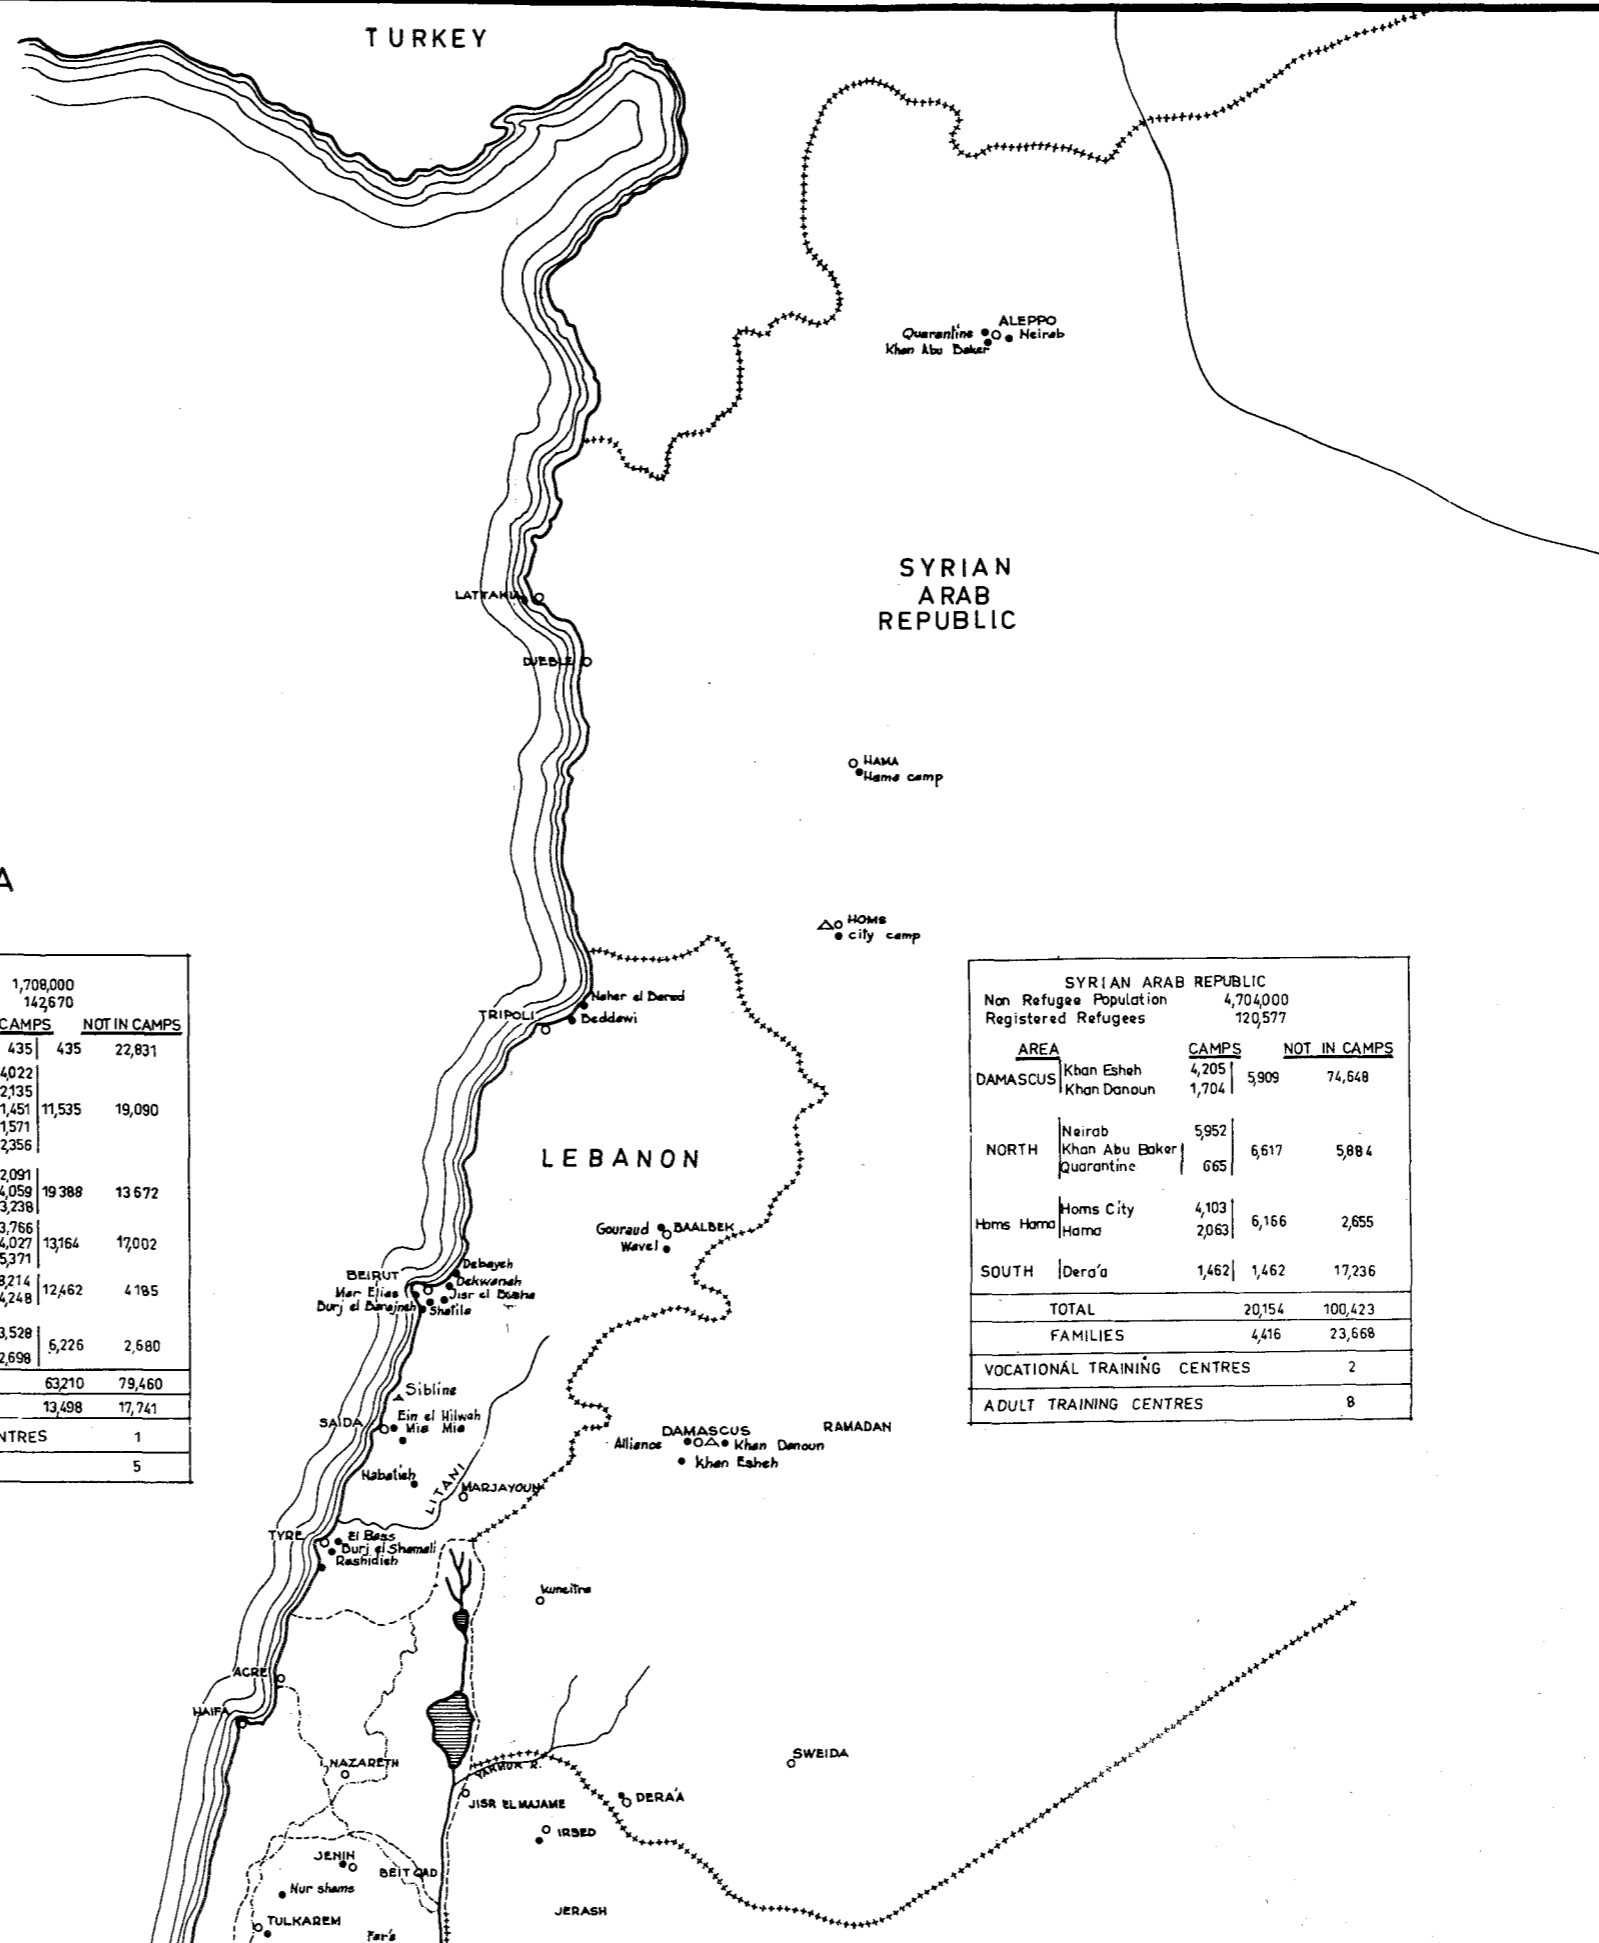 TURKEY
ALEPPO
Quarantine
Neirab
Khan Abu Baker
SYRIAN
ARAB
REPUBLIC
LATTAKIA
DJEBLE
HAMA
Hama camp
A
HOMS
city camp
Naher el Bared
TRIPOLI
Beddawi
LEBANON
Gouraud
BAALBEK
Wavel
BEIRUT
Debayeh
Dekwaneh
Mar Elias
Jisr el Basha
Burj el Barajneh
Shatila
Sibline
SAIDA
Ein el Hilwah
Mia Mia
Nabatieh
LITANI
MARJAYOUN
DAMASCUS
RAMADAN
Alliance
Khan Danoun
Khan Esheh
TYRE
El Bass
Burj el Shemali
Rashidieh
Kuneitra
ACRE
HAIFA
NAZARETH
YARMUK R.
SWEIDA
JISR EL MAJAME
DERA'A
IRBED
JENIN
BEIT QAD
Nur shams
TULKAREM
Far'a
JERASH
1,708,000
142,670
CAMPS NOT IN CAMPS
435 435 22,831
4,022
2,135
1,451 11,535 19,090
1,571
2,356
2,091
4,059 19388 13672
3,238
3,766
4,027 13,164 17,002
5,371
8,214
4,248 12,462 4185
3,528
6,226 2,680
2,698
63,210 79,460
13,498 17,741
NTRES 1
5
SYRIAN ARAB REPUBLIC
Non Refugee Population 4,704,000
Registered Refugees 120,577
AREA CAMPS NOT IN CAMPS
DAMASCUS Khan Esheh 4,205 5,909 74,648
Khan Danoun 1,704
Neirab 5,952
NORTH Khan Abu Baker 6,617 5,884
Quarantine 665
Homs Hama Homs City 4,103 6,166 2,655
Hama 2,063
SOUTH Dera'a 1,462 1,462 17,236
TOTAL 20,154 100,423
FAMILIES 4,416 23,668
VOCATIONAL TRAINING CENTRES 2
ADULT TRAINING CENTRES 8